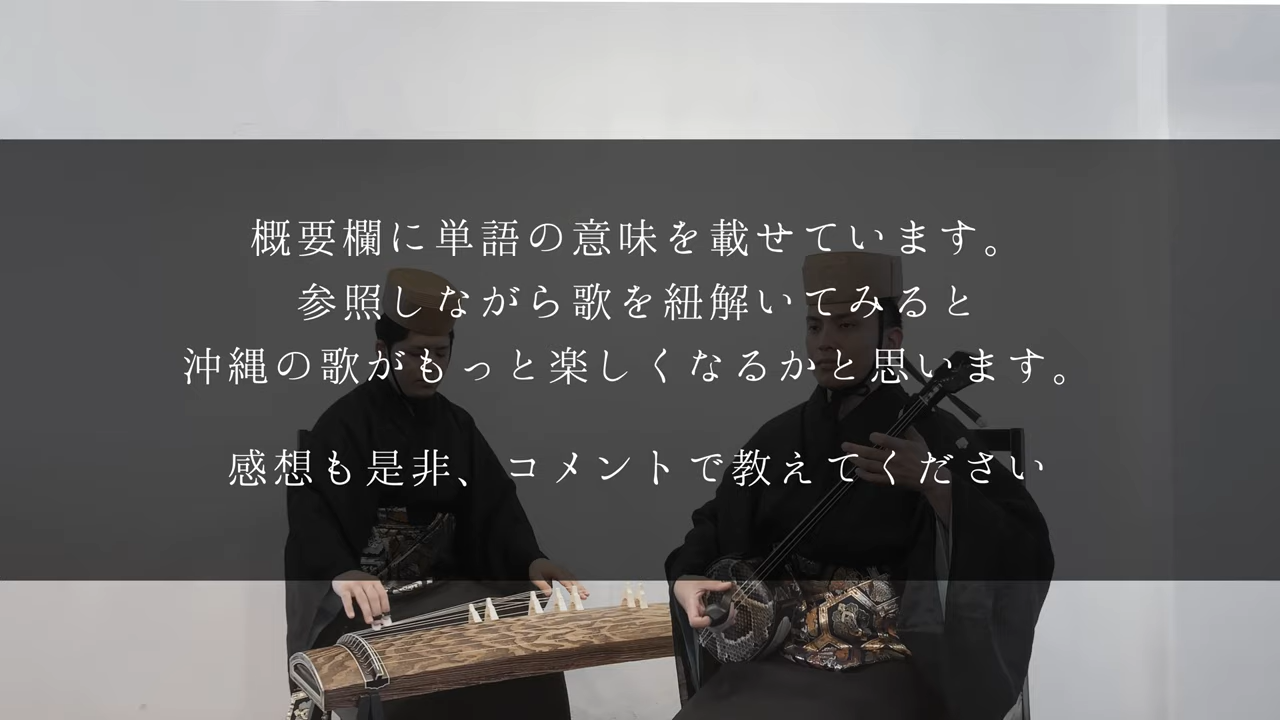 概要欄に単語の意味を載せています。
参照しながら歌を紐解いてみると
沖縄の歌がもっと楽しくなるかと思います。
感想も是非、コメントで教えてください